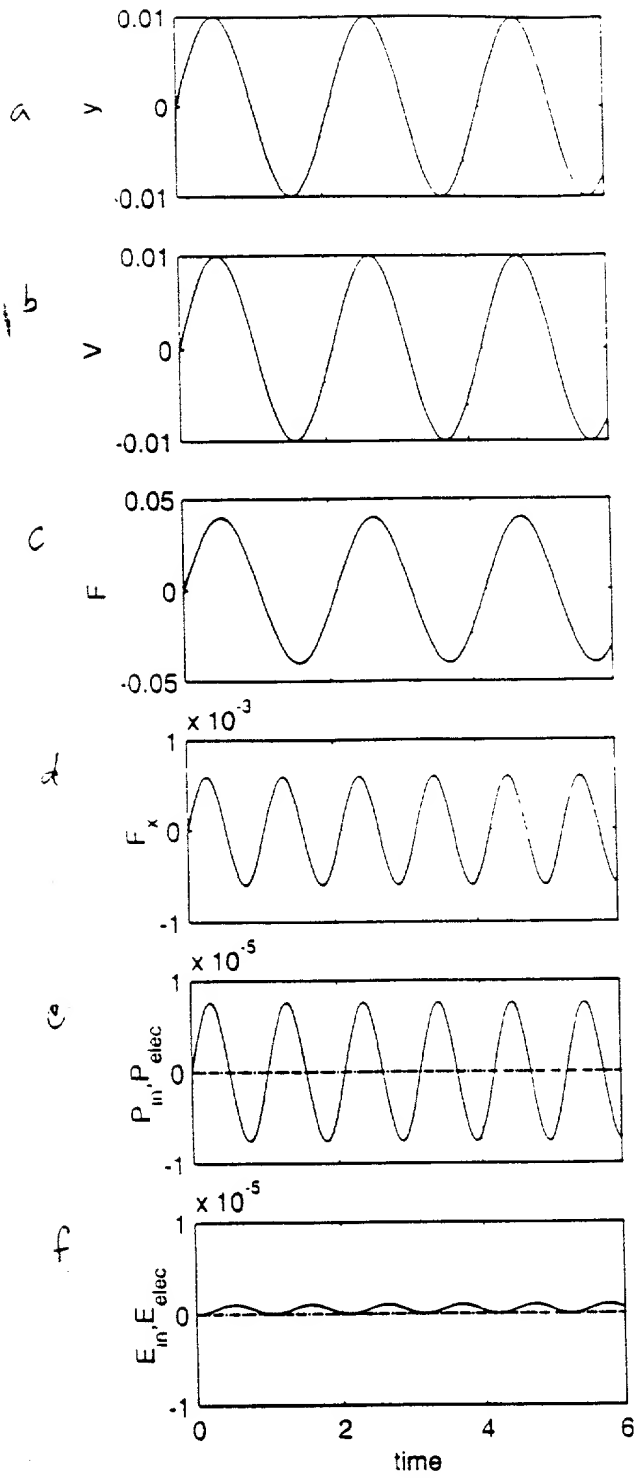 0.01
a
y
0
-0.01
0.01
b
V
0
-0.01
0.05
c
F
0
-0.05
x 10^-3
1
d
F_x
0
-1
x 10^-5
1
e
P_in, P_elec
0
-1
x 10^-5
1
f
E_in, E_elec
0
-1
0 2 4 6
time